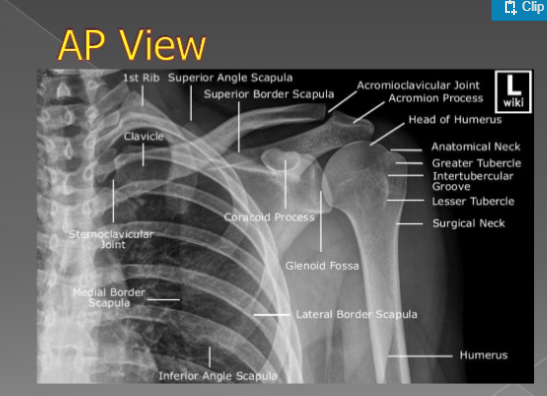 Clip
AP View
1st Rib
Superior Angle Scapula
Superior Border Scapula
Acromioclavicular Joint
Acromion Process
Head of Humerus
L
wiki
Clavicle
Anatomical Neck
Greater Tubercle
Intertubercular
Groove
Lesser Tubercle
Surgical Neck
Coracoid Process
Sternoclavicular
Joint
Glenoid Fossa
Medial Border
Scapula
Lateral Border Scapula
Humerus
Inferior Angle Scapula